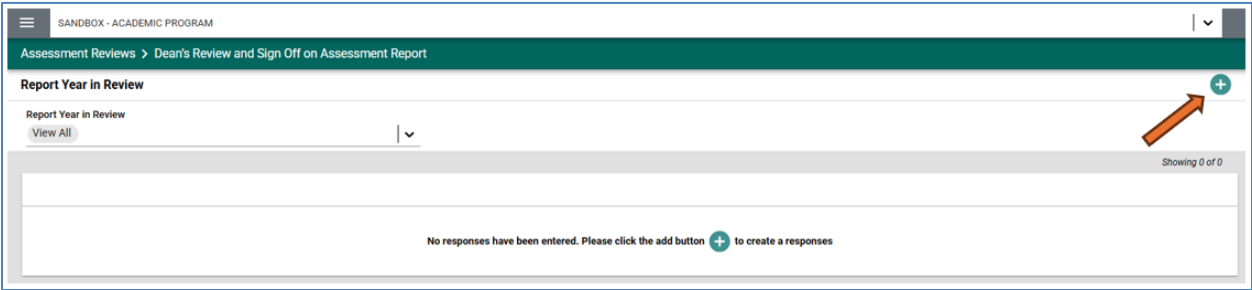 SANDBOX - ACADEMIC PROGRAM
Assessment Reviews > Dean's Review and Sign Off on Assessment Report
Report Year in Review
Report Year in Review
View All
Showing 0 of 0
No responses have been entered. Please click the add button + to create a responses